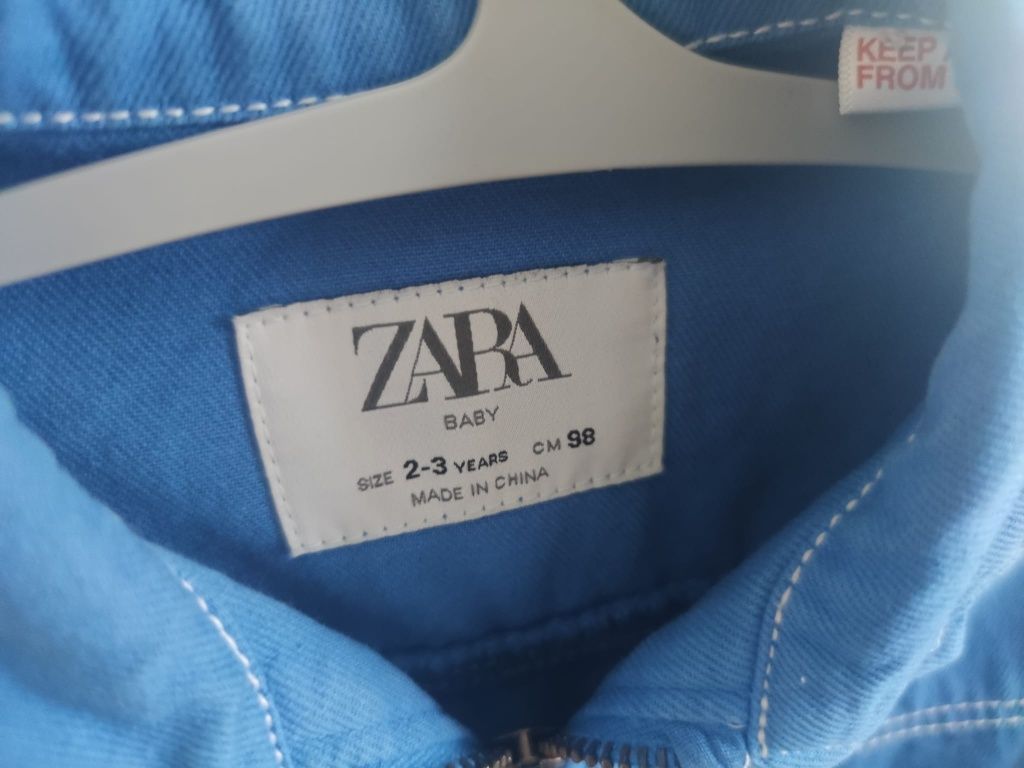 KEEP
FROM
ZARA
BABY
SIZE 2-3 YEARS CM 98
MADE IN CHINA